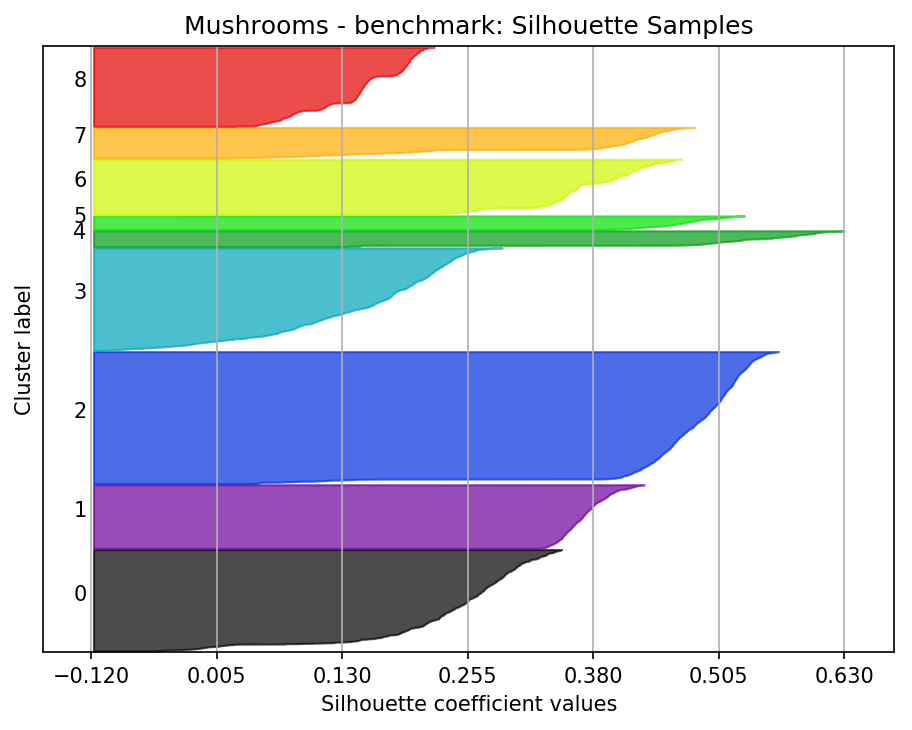 Mushrooms - benchmark: Silhouette Samples
8
7
6
5
4
3
2
1
0
Cluster label
−0.120 0.005 0.130 0.255 0.380 0.505 0.630
Silhouette coefficient values